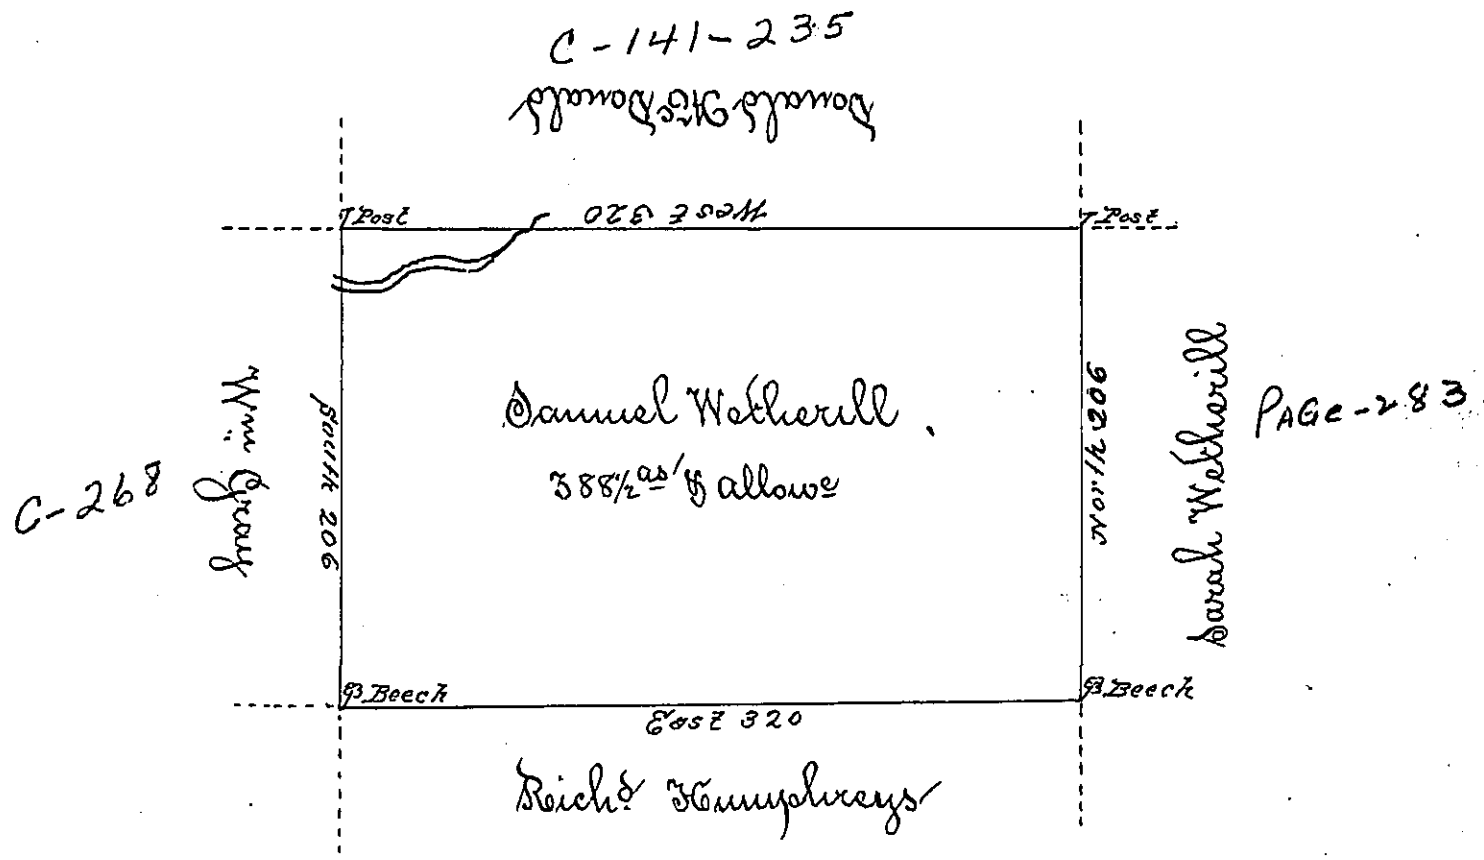 C-141-235
Donald McDonald
Post
West 320
Post
Wm. Gray
C-268
South 206
Samuel Wetherill.
388½ as & allowe
North 206
Sarah Wetherill
PAGe-283
Beech
Beech
East 320
Richd Humphreys